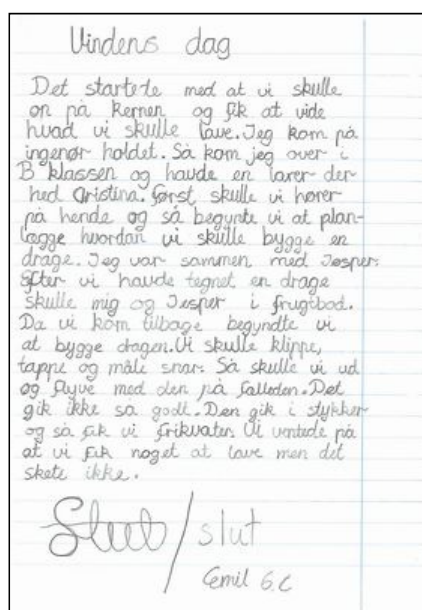 Vindens dag
Det startede med at vi skulle
op på kernen og fik at vide
hvad vi skulle lave. Jeg kom på
ingenør holdet. Så kom jeg over i
B klassen og havde en lærer der
hed Cristina. Først skulle vi hører
på hende og så begynte vi at plan-
lægge hvordan vi skulle bygge en
drage. Jeg var sammen med Jesper.
Efter vi havde tegnet en drage
skulle mig og Jesper i frugtbod.
Da vi kom tilbage begyndte vi
at bygge dragen. Vi skulle klippe,
tappe og måle snar. Så skulle vi ud
og flyve med den på falleden. Det
gik ikke så godt. Den gik i stykker
og så fik vi frikvater. Vi ventede på
at vi fik noget at lave men det
skete ikke.
Slut / slut
Cemil 6.c